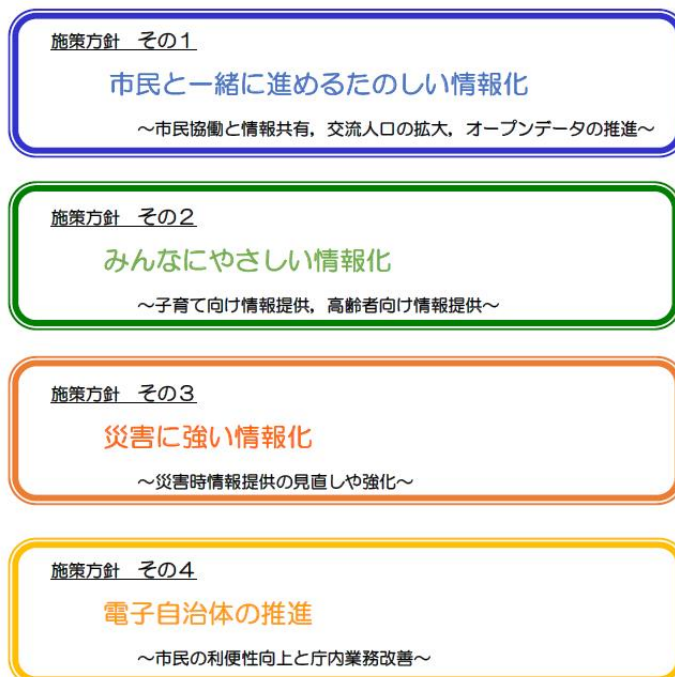 施策方針　その１
市民と一緒に進めるたのしい情報化
～市民協働と情報共有，交流人口の拡大，オープンデータの推進～
施策方針　その２
みんなにやさしい情報化
～子育て向け情報提供，高齢者向け情報提供～
施策方針　その３
災害に強い情報化
～災害時情報提供の見直しや強化～
施策方針　その４
電子自治体の推進
～市民の利便性向上と庁内業務改善～